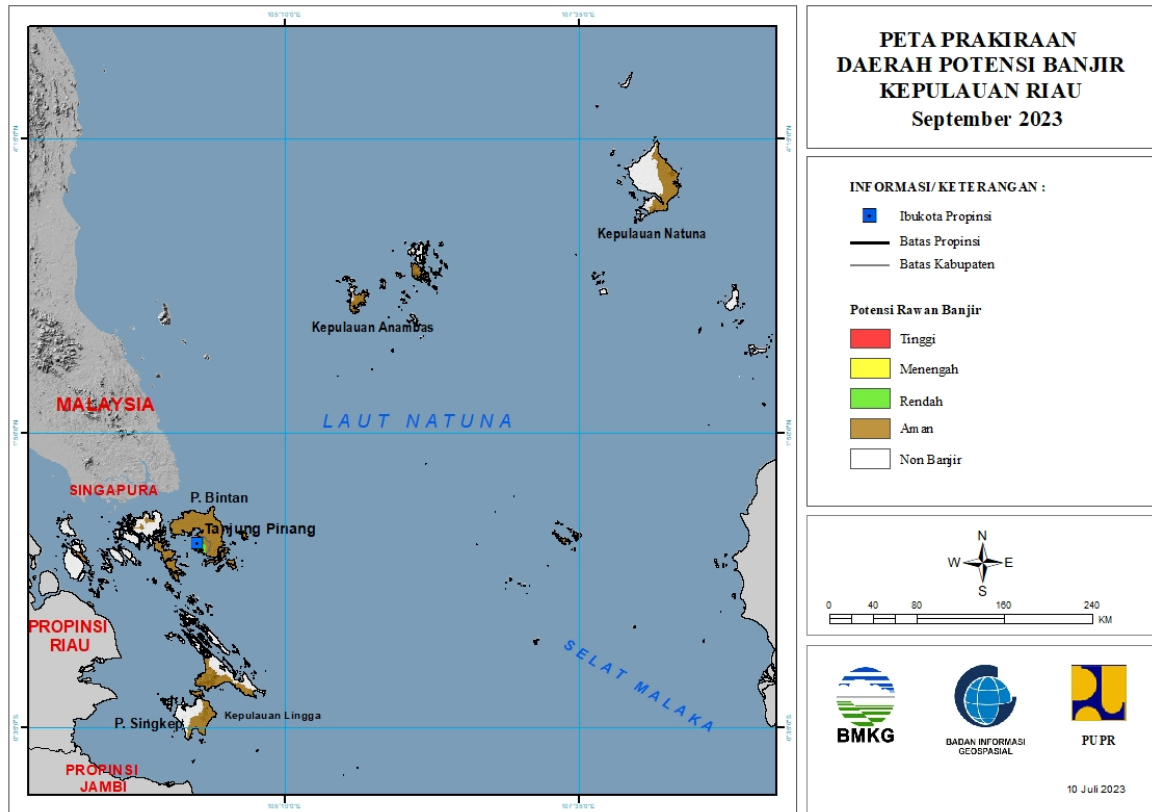 PETA PRAKIRAAN
DAERAH POTENSI BANJIR
KEPULAUAN RIAU
September 2023
INFORMASI/ KETERANGAN :
Ibukota Propinsi
Batas Propinsi
Batas Kabupaten
Potensi Rawan Banjir
Tinggi
Menengah
Rendah
Aman
Non Banjir
N
W E
S
0 20 40 80 160 240
KM
BMKG
BADAN INFORMASI
GEOSPASIAL
PUPR
10 Juli 2023
Kepulauan Natuna
Kepulauan Anambas
MALAYSIA
LAUT NATUNA
SINGAPURA
P. Bintan
Tanjung Pinang
PROPINSI
RIAU
SELAT MALAKA
P. Singkep
Kepulauan Lingga
PROPINSI
JAMBI